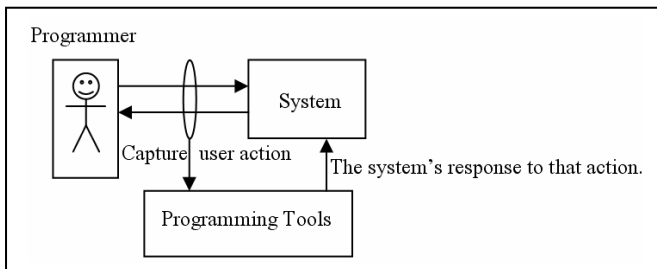 Programmer
System
Capture user action
The system's response to that action.
Programming Tools